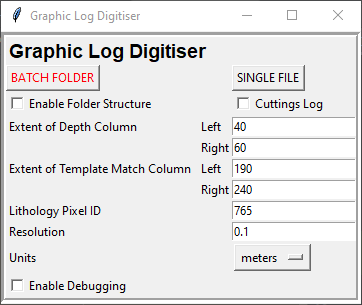 Graphic Log Digitiser
Graphic Log Digitiser
BATCH FOLDER SINGLE FILE
Enable Folder Structure Cuttings Log
Extent of Depth Column Left 40
Right 60
Extent of Template Match Column Left 190
Right 240
Lithology Pixel ID 765
Resolution 0.1
Units meters
Enable Debugging